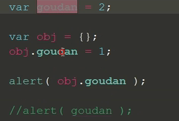 var goudan = 2;
var obj = {};
obj.goudan = 1;
alert( obj.goudan );
//alert( goudan );